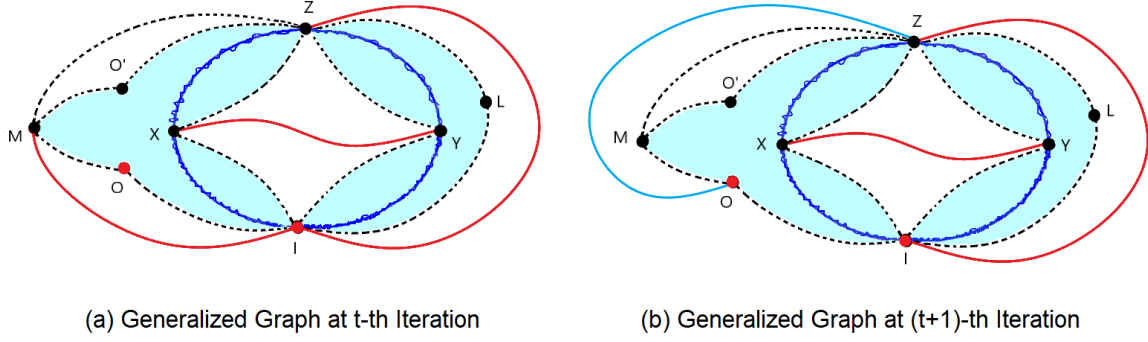 Z
O'
L
M
X
Y
O
I
Z
O'
L
M
X
Y
O
I
(a) Generalized Graph at t-th Iteration
(b) Generalized Graph at (t+1)-th Iteration